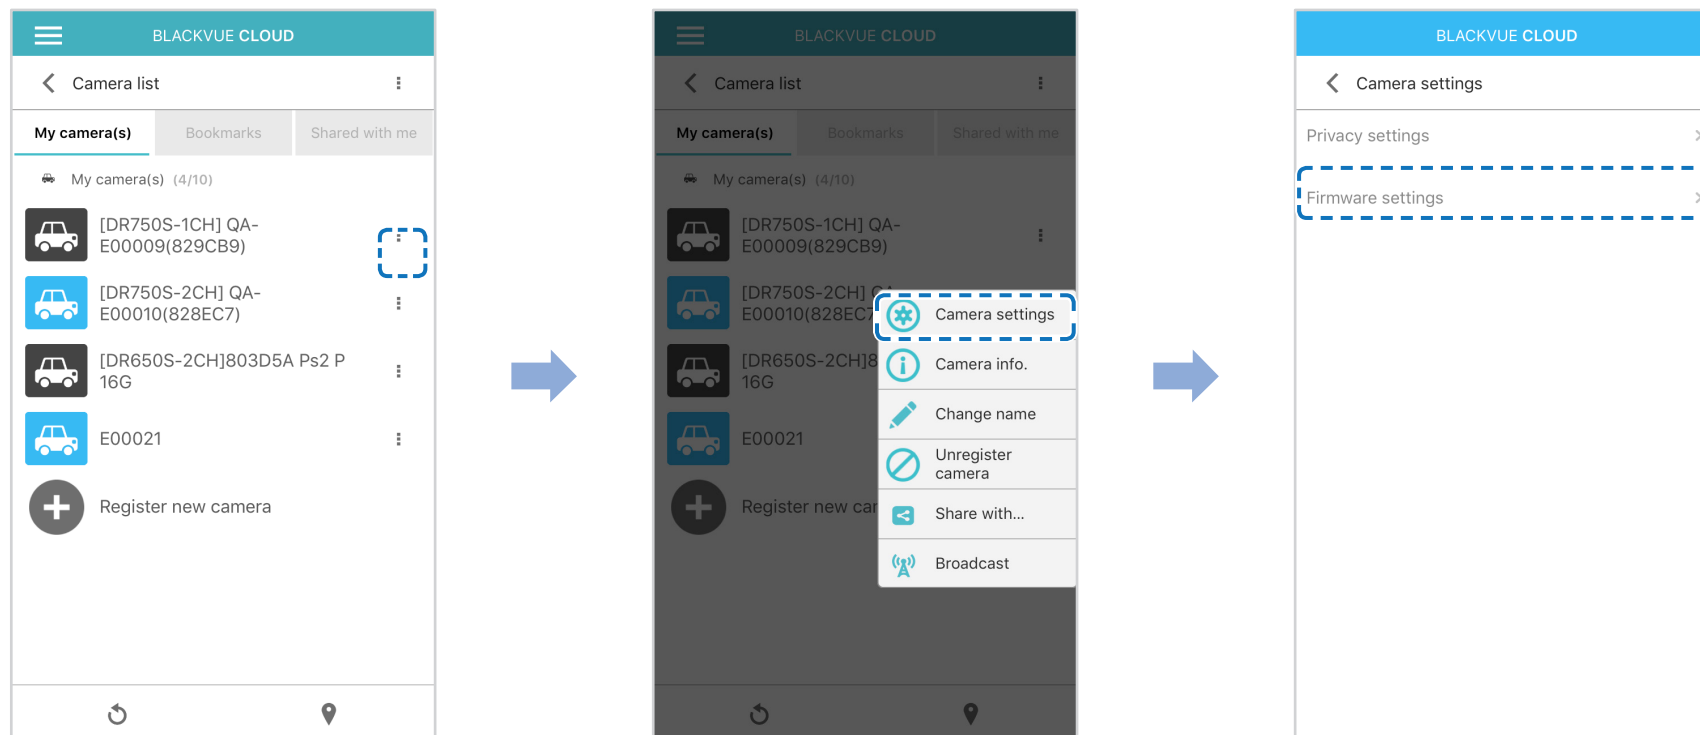 BLACKVUE CLOUD
Camera list
My camera(s)
Bookmarks
Shared with me
My camera(s) (4/10)
[DR750S-1CH] QA-
E00009(829CB9)
[DR750S-2CH] QA-
E00010(828EC7)
[DR650S-2CH]803D5A Ps2 P
16G
E00021
Register new camera
BLACKVUE CLOUD
Camera list
My camera(s)
Bookmarks
Shared with me
My camera(s) (4/10)
[DR750S-1CH] QA-
E00009(829CB9)
[DR750S-2CH]
E00010(828EC7
[DR650S-2CH]8
16G
E00021
Register new car
Camera settings
Camera info.
Change name
Unregister
camera
Share with...
Broadcast
BLACKVUE CLOUD
Camera settings
Privacy settings
Firmware settings